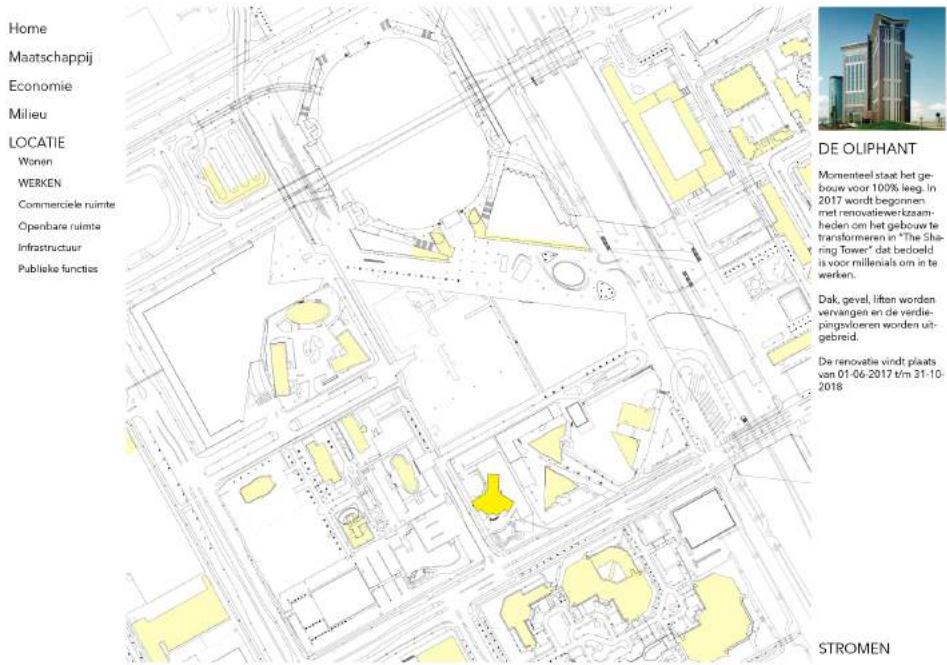 Home
Maatschappij
Economie
Milieu
LOCATIE
Wonen
WERKEN
Commerciele ruimte
Openbare ruimte
Infrastructuur
Publieke functies
DE OLIPHANT
Momenteel staat het ge-
bouw voor 100% leeg. In
2017 wordt begonnen
met renovatiewerkzaam-
heden om het gebouw te
transformeren in "The Sha-
ring Tower" dat bedoeld
is voor millenials om in te
werken.
Dak, gevel, liften worden
vervangen en de verdie-
pingsvloeren worden uit-
gebreid.
De renovatie vindt plaats
van 01-06-2017 t/m 31-10-
2018
STROMEN